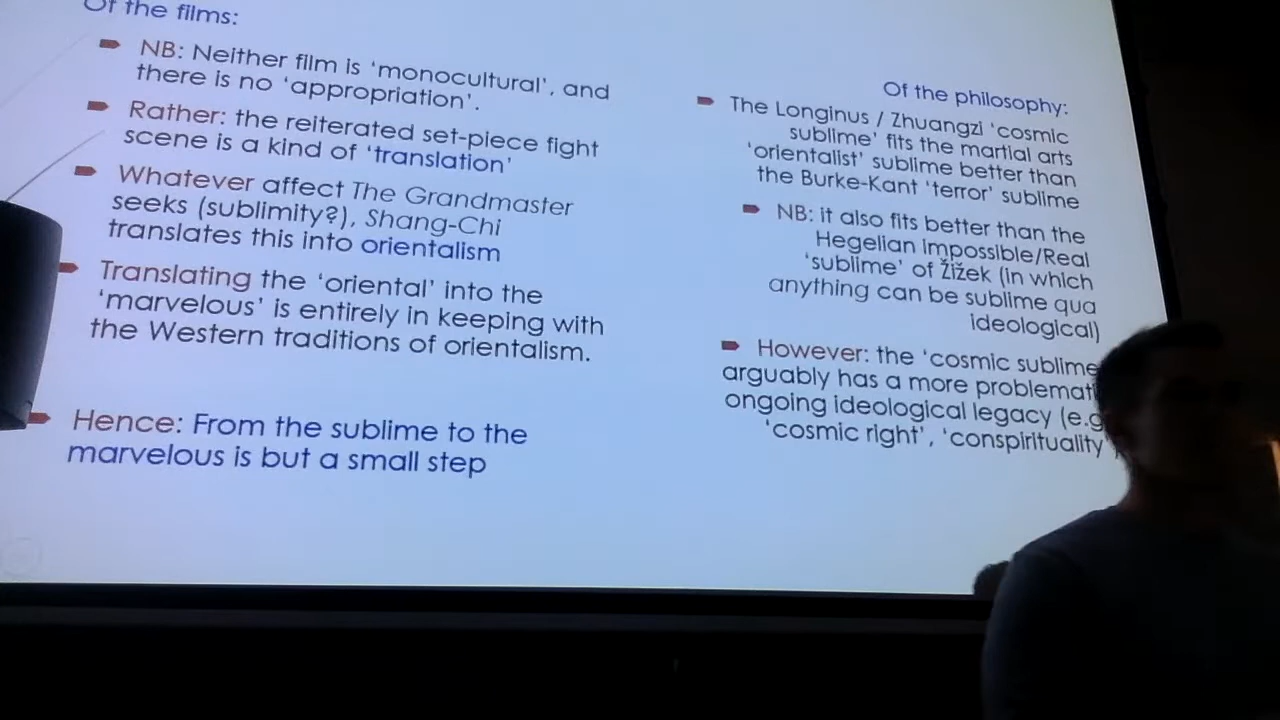 Of the films:
NB: Neither film is ‘monocultural’, and
there is no ‘appropriation’.
Rather: the reiterated set-piece fight
scene is a kind of ‘translation’
Whatever affect The Grandmaster
seeks (sublimity?), Shang-Chi
translates this into orientalism
Translating the ‘oriental’ into the
‘marvelous’ is entirely in keeping with
the Western traditions of orientalism.
Hence: From the sublime to the
marvelous is but a small step
Of the philosophy:
The Longinus / Zhuangzi ‘cosmic
sublime’ fits the martial arts
‘orientalist’ sublime better than
the Burke-Kant ‘terror’ sublime
NB: it also fits better than the
Hegelian Impossible/Real
‘sublime’ of Žižek (in which
anything can be sublime qua
ideological)
However: the ‘cosmic sublime
arguably has a more
ongoing ideological legacy (e.g
‘cosmic right’, ‘conspirituality’